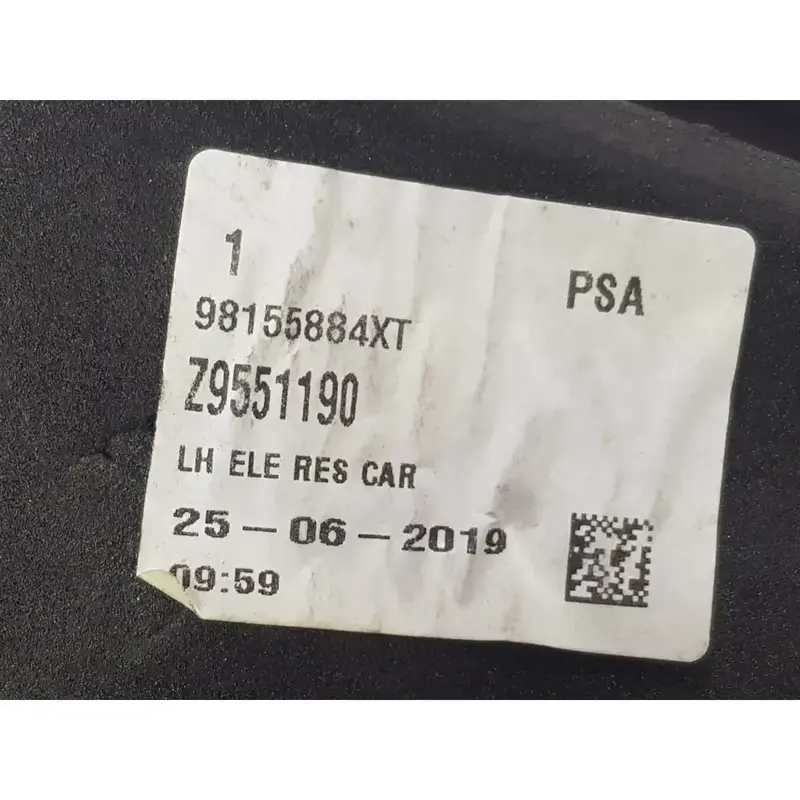 1
PSA
98155884XT
Z9551190
LH ELE RES CAR
25-06-2019
09:59